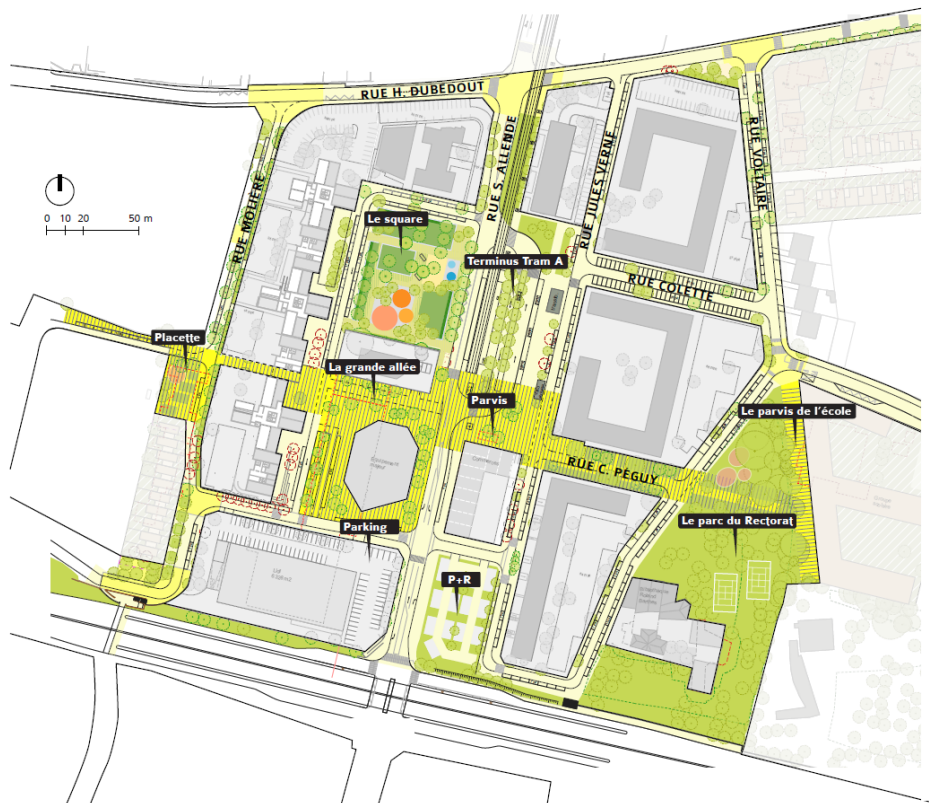 RUE H. DUBEDOUT
RUE S. ALLENDE
RUE JULES VERNE
RUE VOLTAIRE
0 10 20 50 m
RUE MOLIÈRE
Le square
Terminus Tram A
RUE COLETTE
Placette
La grande allée
Parvis
Le parvis de l'école
RUE C. PÉGUY
Le parc du Rectorat
Parking
P+R